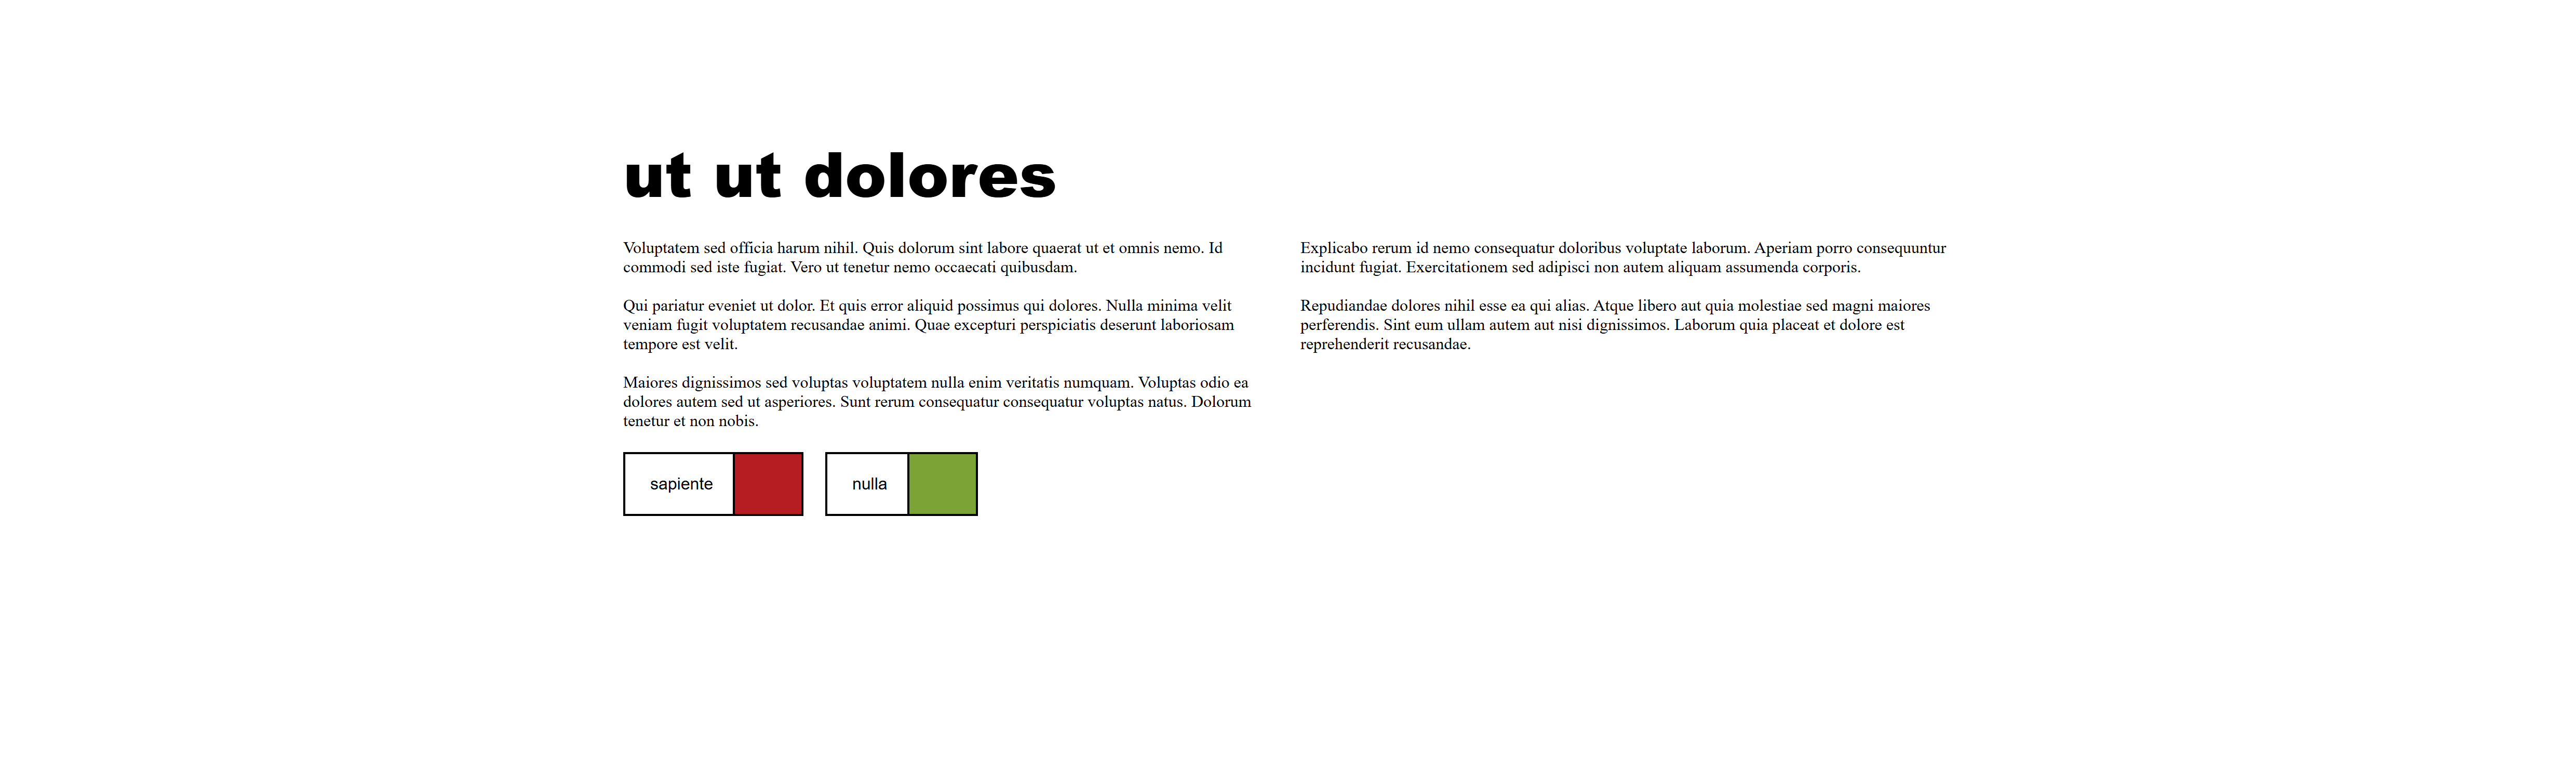 ut ut dolores
Voluptatem sed officia harum nihil. Quis dolorum sint labore quaerat ut et omnis nemo. Id
commodi sed iste fugiat. Vero ut tenetur nemo occaecati quibusdam.
Qui pariatur eveniet ut dolor. Et quis error aliquid possimus qui dolores. Nulla minima velit
veniam fugit voluptatem recusandae animi. Quae excepturi perspiciatis deserunt laboriosam
tempore est velit.
Maiores dignissimos sed voluptas voluptatem nulla enim veritatis numquam. Voluptas odio ea
dolores autem sed ut asperiores. Sunt rerum consequatur consequatur voluptas natus. Dolorum
tenetur et non nobis.
sapiente
nulla
Explicabo rerum id nemo consequatur doloribus voluptate laborum. Aperiam porro consequuntur
incidunt fugiat. Exercitationem sed adipisci non autem aliquam assumenda corporis.
Repudiandae dolores nihil esse ea qui alias. Atque libero aut quia molestiae sed magni maiores
perferendis. Sint eum ullam autem aut nisi dignissimos. Laborum quia placeat et dolore est
reprehenderit recusandae.